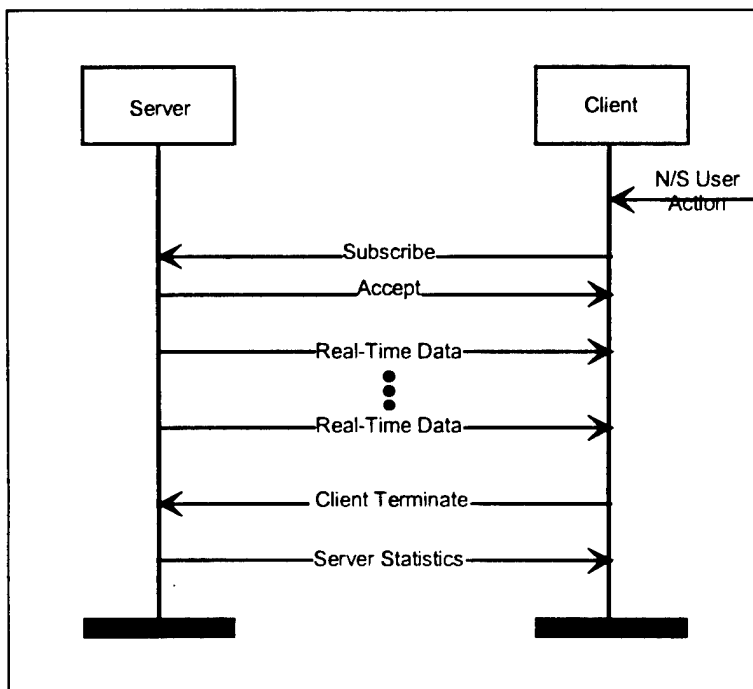 Server
Client
N/S User
Action
Subscribe
Accept
Real-Time Data
Real-Time Data
Client Terminate
Server Statistics